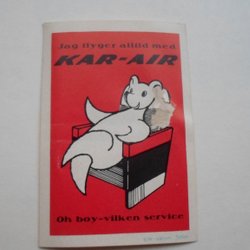 Jag flyger alltid med
KAR-AIR
Oh boy-vilken service